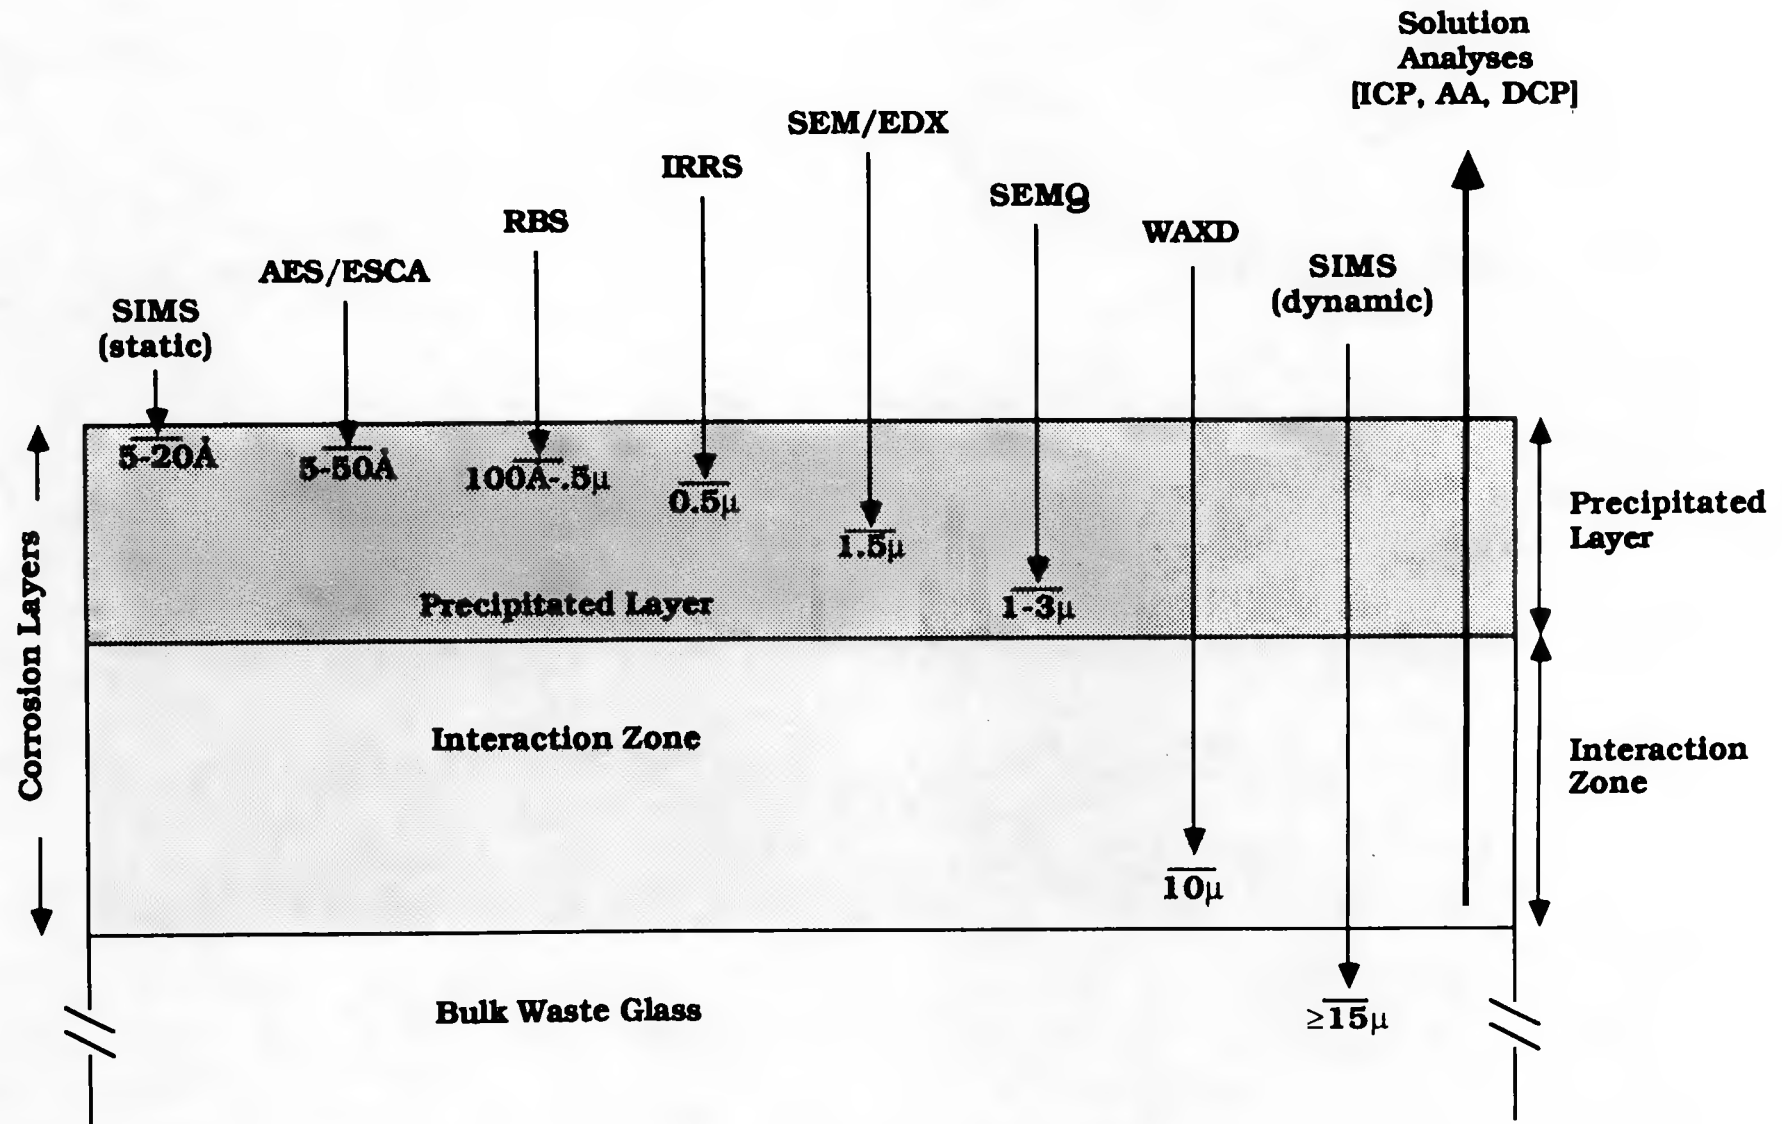 Solution
Analyses
[ICP, AA, DCP]
SEM/EDX
IRRS
SEMQ
RBS
WAXD
AES/ESCA
SIMS
(dynamic)
SIMS
(static)
5-20Å
5-50Å
100Å-.5μ
0.5μ
1.5μ
1-3μ
Precipitated Layer
Precipitated
Layer
Corrosion Layers
Interaction Zone
Interaction
Zone
10μ
Bulk Waste Glass
≥15μ